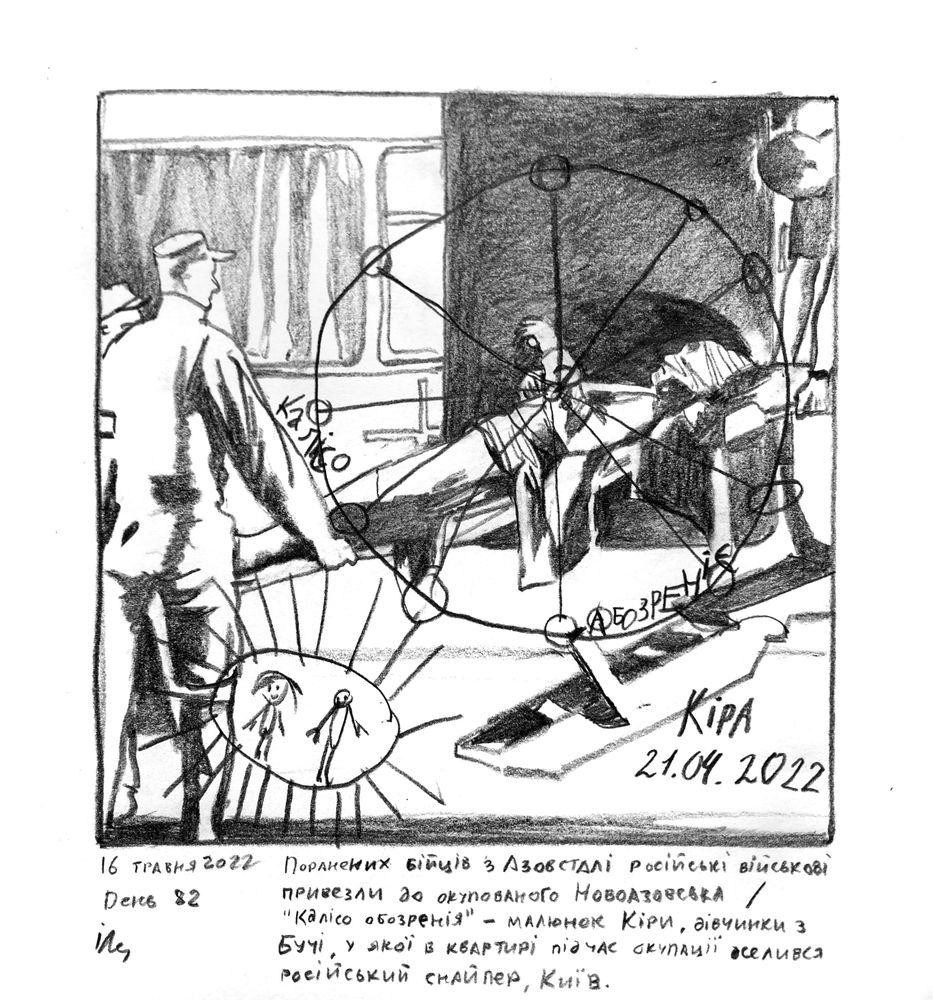 Калісо
Абозреніє
Кіра
21.04.2022
16 травня 2022
День 82
Поранених бійців з Азовсталі російські військові
привезли до окупованого Новоазовська /
"Калісо обозренія" – малюнок Кіри, дівчинки з
Бучі, у якої в квартирі під час окупації оселився
російський снайпер, Київ.